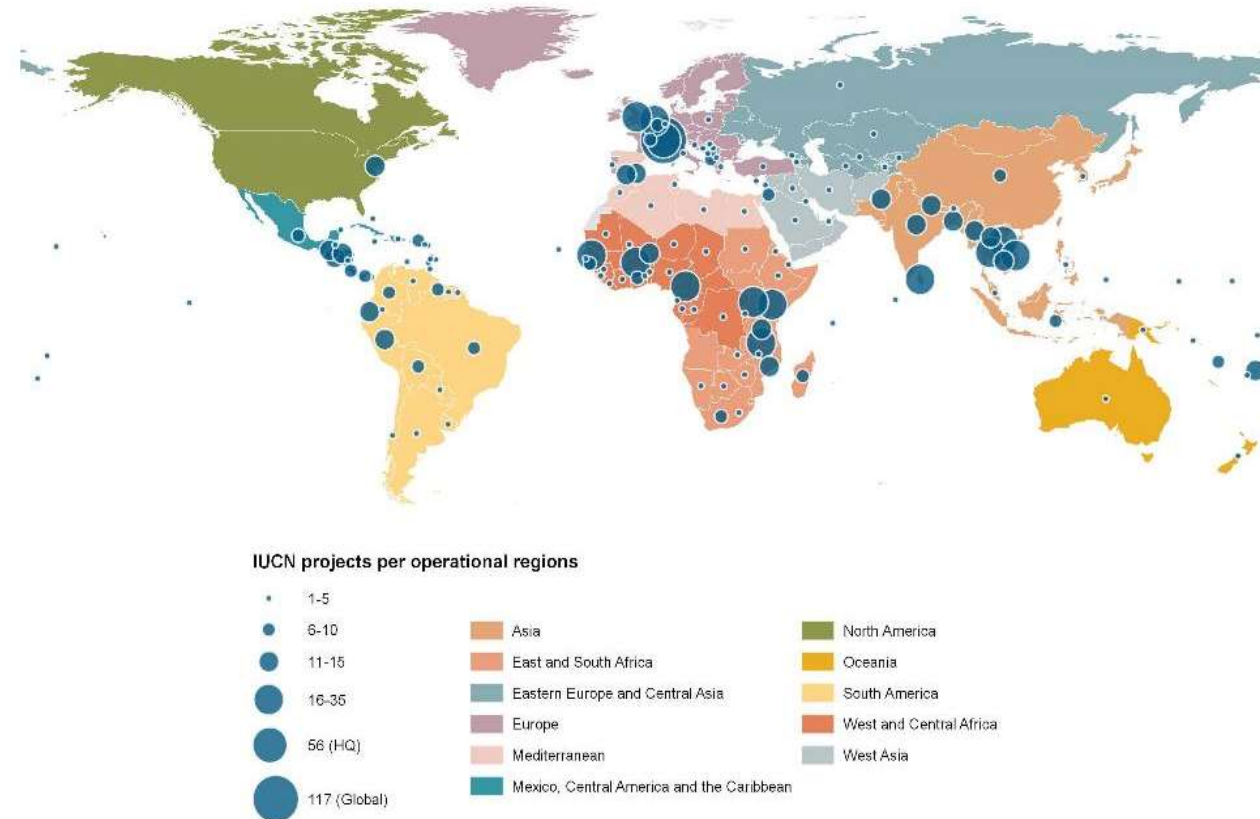 IUCN projects per operational regions
1-5
6-10
11-15
16-35
56 (HQ)
117 (Global)
Asia
East and South Africa
Eastern Europe and Central Asia
Europe
Mediterranean
Mexico, Central America and the Caribbean
North America
Oceania
South America
West and Central Africa
West Asia